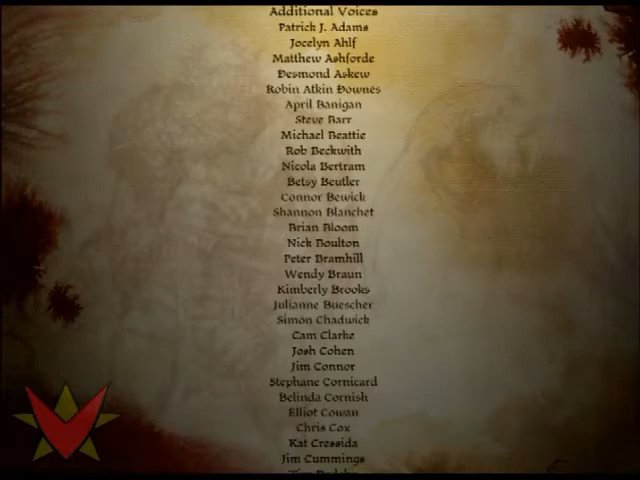 Additional Voices
Patrick J. Adams
Jocelyn Ahlf
Matthew Ashforde
Desmond Askew
Robin Atkin Downes
April Banigan
Steve Barr
Michael Beattie
Rob Beckwith
Nicola Bertram
Betsy Beutler
Connor Bewick
Shannon Blanchet
Brian Bloom
Nick Boulton
Peter Bramhill
Wendy Braun
Kimberly Brooks
Julianne Buescher
Simon Chadwick
Cam Clarke
Josh Cohen
Jim Connor
Stephane Cornicard
Belinda Cornish
Elliot Cowan
Chris Cox
Kat Cressida
Jim Cummings